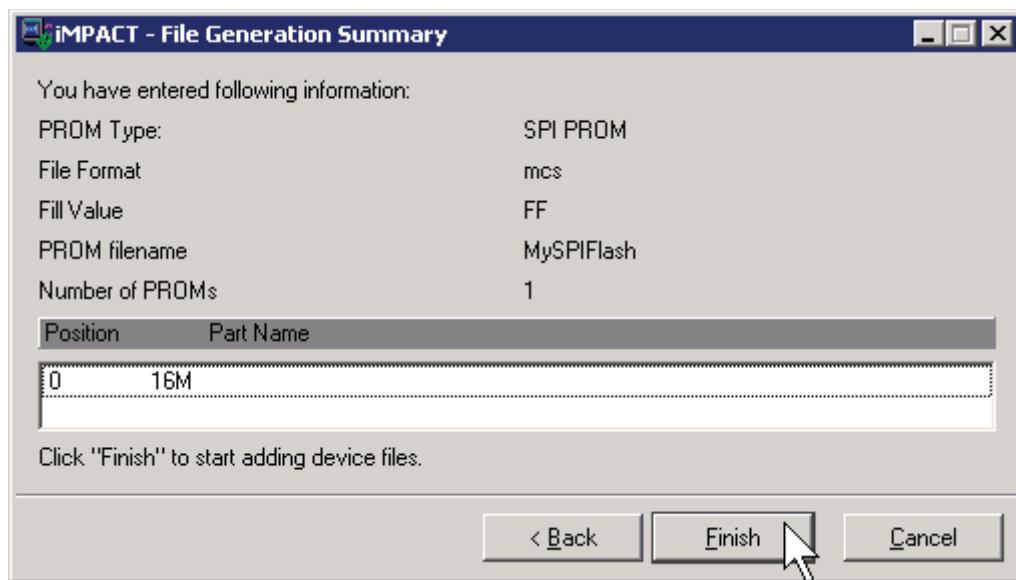 iMPACT - File Generation Summary
You have entered following information:
PROM Type: SPI PROM
File Format mcs
Fill Value FF
PROM filename MySPIFlash
Number of PROMs 1
Position Part Name
0 16M
Click "Finish" to start adding device files.
< Back Finish Cancel